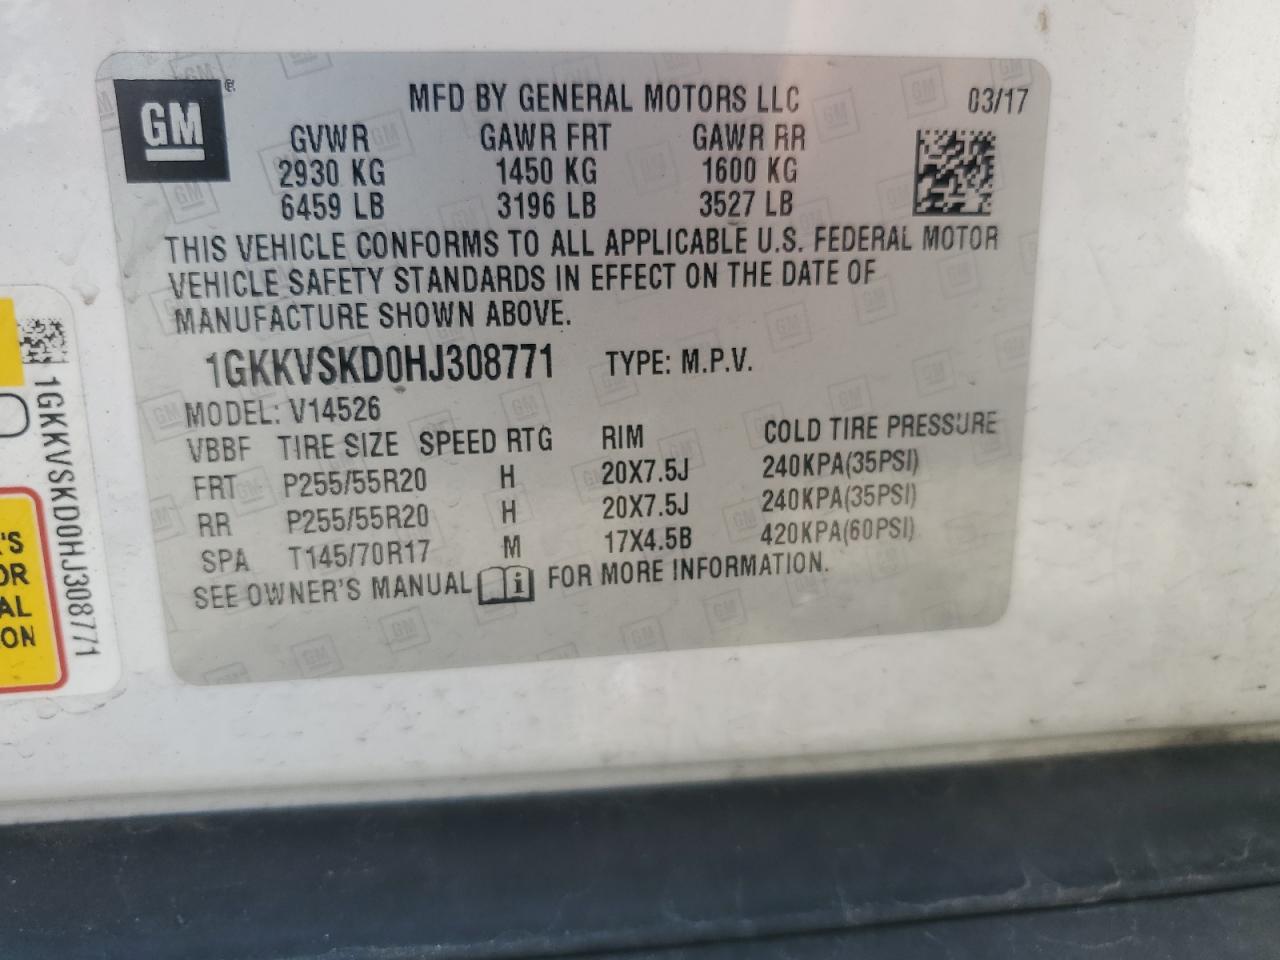 GM ®
MFD BY GENERAL MOTORS LLC 03/17
GVWR GAWR FRT GAWR RR
2930 KG 1450 KG 1600 KG
6459 LB 3196 LB 3527 LB
THIS VEHICLE CONFORMS TO ALL APPLICABLE U.S. FEDERAL MOTOR
VEHICLE SAFETY STANDARDS IN EFFECT ON THE DATE OF
MANUFACTURE SHOWN ABOVE.
1GKKVSKD0HJ308771 TYPE: M.P.V.
MODEL: V14526
VBBF TIRE SIZE SPEED RTG RIM COLD TIRE PRESSURE
FRT P255/55R20 H 20X7.5J 240KPA(35PSI)
RR P255/55R20 H 20X7.5J 240KPA(35PSI)
SPA T145/70R17 M 17X4.5B 420KPA(60PSI)
SEE OWNER'S MANUAL i FOR MORE INFORMATION.
1GKKVSKD0HJ308771
'S
OR
AL
ON